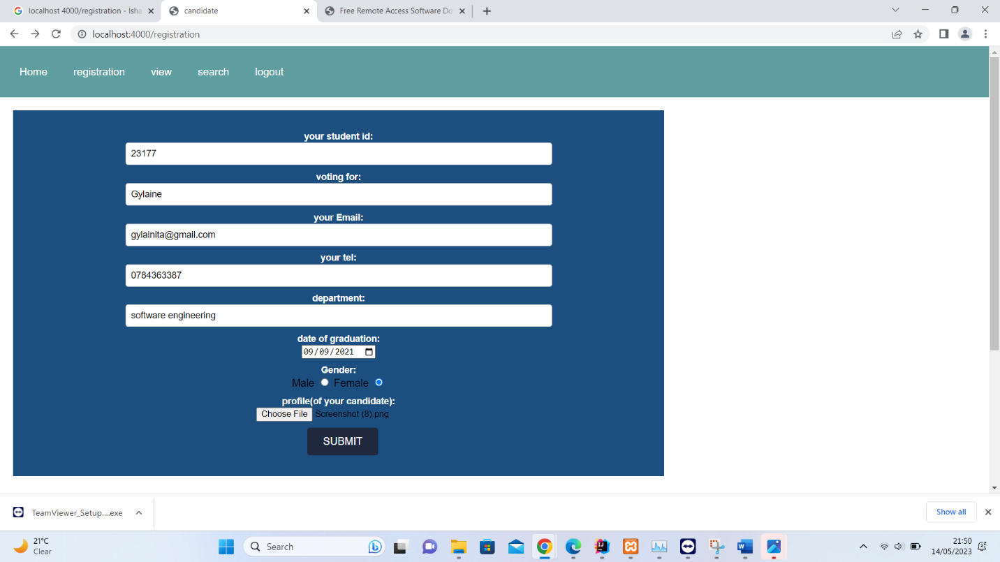 localhost 4000/registration - Isha
candidate
Free Remote Access Software Do
localhost:4000/registration
Home registration view search logout
your student id:
23177
voting for:
Gylaine
your Email:
gylainita@gmail.com
your tel:
0784363387
department:
software engineering
date of graduation:
09/09/2021
Gender:
Male Female
profile(of your candidate):
Choose File Screenshot (8).png
SUBMIT
TeamViewer_Setup....exe
Show all
21°C
Clear
Search
21:50
14/05/2023